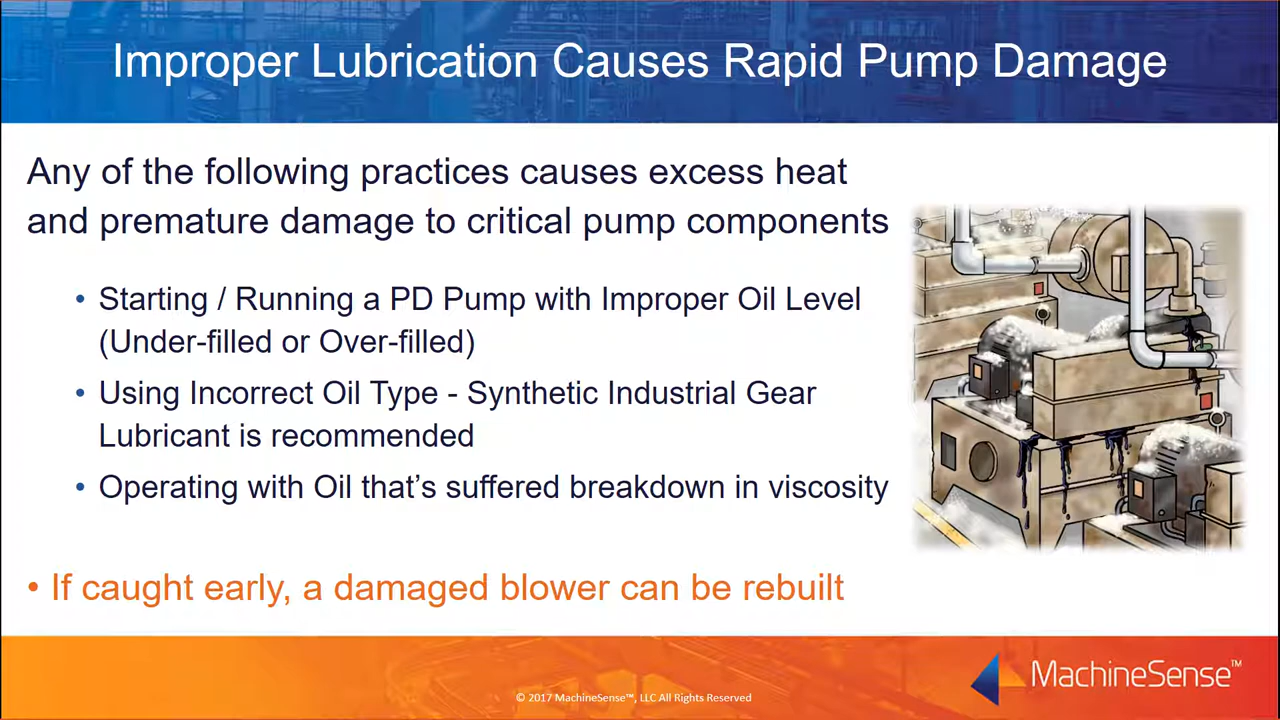 Improper Lubrication Causes Rapid Pump Damage
Any of the following practices causes excess heat
and premature damage to critical pump components
• Starting / Running a PD Pump with Improper Oil Level
(Under-filled or Over-filled)
• Using Incorrect Oil Type - Synthetic Industrial Gear
Lubricant is recommended
• Operating with Oil that's suffered breakdown in viscosity
• If caught early, a damaged blower can be rebuilt
MachineSense™
© 2017 MachineSense™, LLC All Rights Reserved